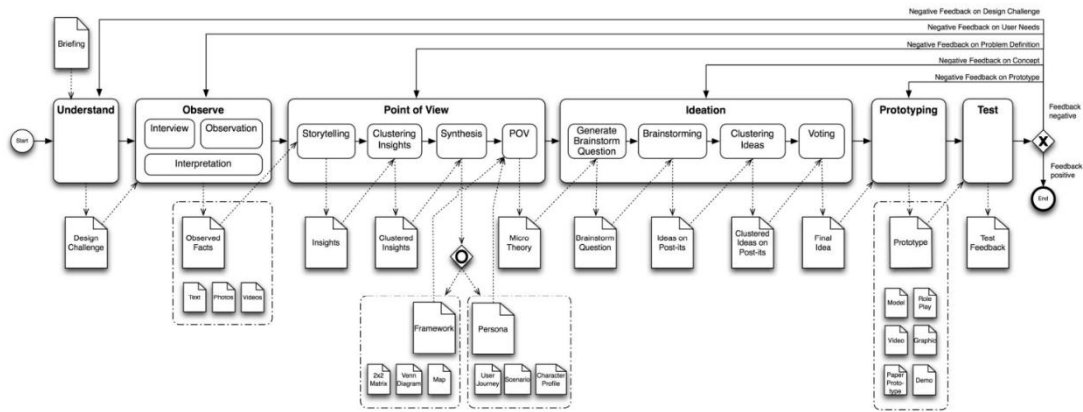 Negative Feedback on Design Challenge
Negative Feedback on User Needs
Negative Feedback on Problem Definition
Negative Feedback on Concept
Negative Feedback on Prototype
Briefing
Start
Understand
Observe
Interview
Observation
Interpretation
Point of View
Storytelling
Clustering
Insights
Synthesis
POV
Ideation
Generate
Brainstorm
Question
Brainstorming
Clustering
Ideas
Voting
Prototyping
Test
Feedback
negative
X
Feedback
positive
End
Design
Challenge
Observed
Facts
Text
Photos
Videos
Insights
Clustered
Insights
O
Framework
2x2
Matrix
Venn
Diagram
Map
Persona
User
Journey
Scenario
Character
Profile
Micro
Theory
Brainstorm
Question
Ideas on
Post-its
Clustered
Ideas on
Post-its
Final
Idea
Prototype
Model
Role
Play
Video
Graphic
Paper
Proto-
type
Demo
Test
Feedback